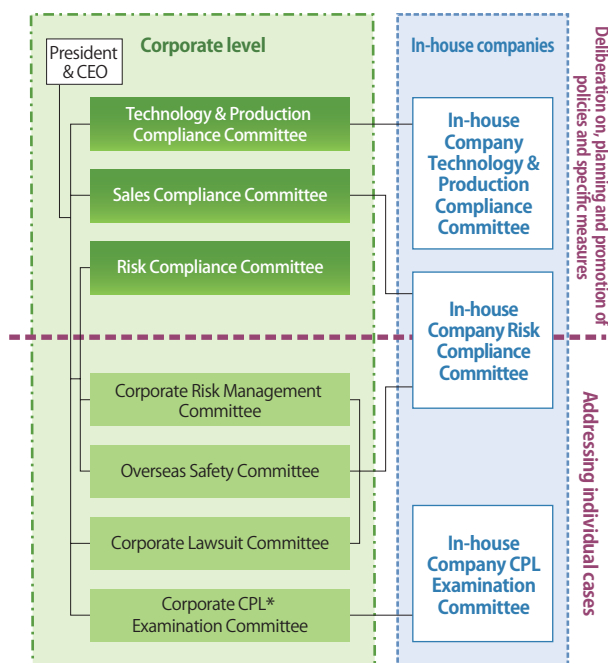 President
& CEO
Corporate level
Technology & Production
Compliance Committee
Sales Compliance Committee
Risk Compliance Committee
Corporate Risk Management
Committee
Overseas Safety Committee
Corporate Lawsuit Committee
Corporate CPL*
Examination Committee
In-house companies
In-house
Company
Technology &
Production
Compliance
Committee
In-house
Company Risk
Compliance
Committee
In-house
Company CPL
Examination
Committee
Deliberation on, planning and promotion of
policies and specific measures
Addressing individual cases